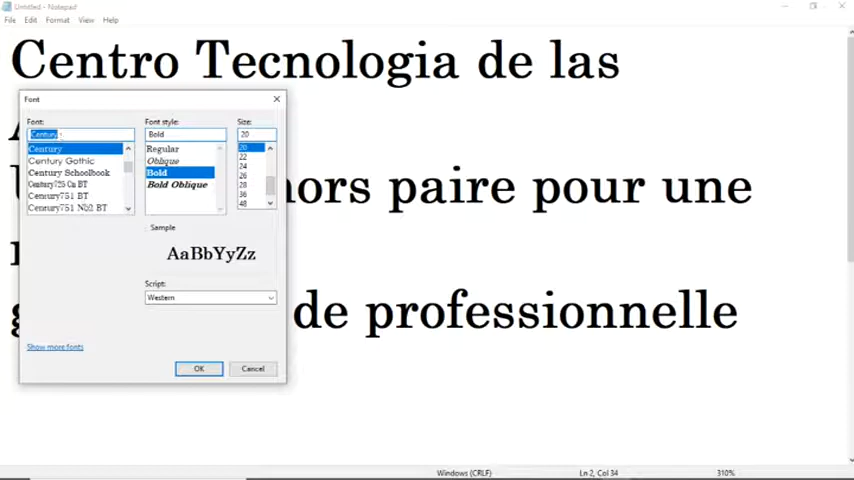 Untitled - Notepad
File Edit Format View Help
Centro Tecnologia de las
hors paire pour une
de professionnelle
Font
Font:
Century
Century
Century Gothic
Century Schoolbook
Century725 Cn BT
Century751 BT
Century751 No2 BT
Font style:
Bold
Regular
Oblique
Bold
Bold Oblique
Size:
20
20
22
24
26
28
36
48
Sample
AaBbYyZz
Script:
Western
Show more fonts
OK Cancel
Windows (CRLF) Ln 2, Col 34 310%